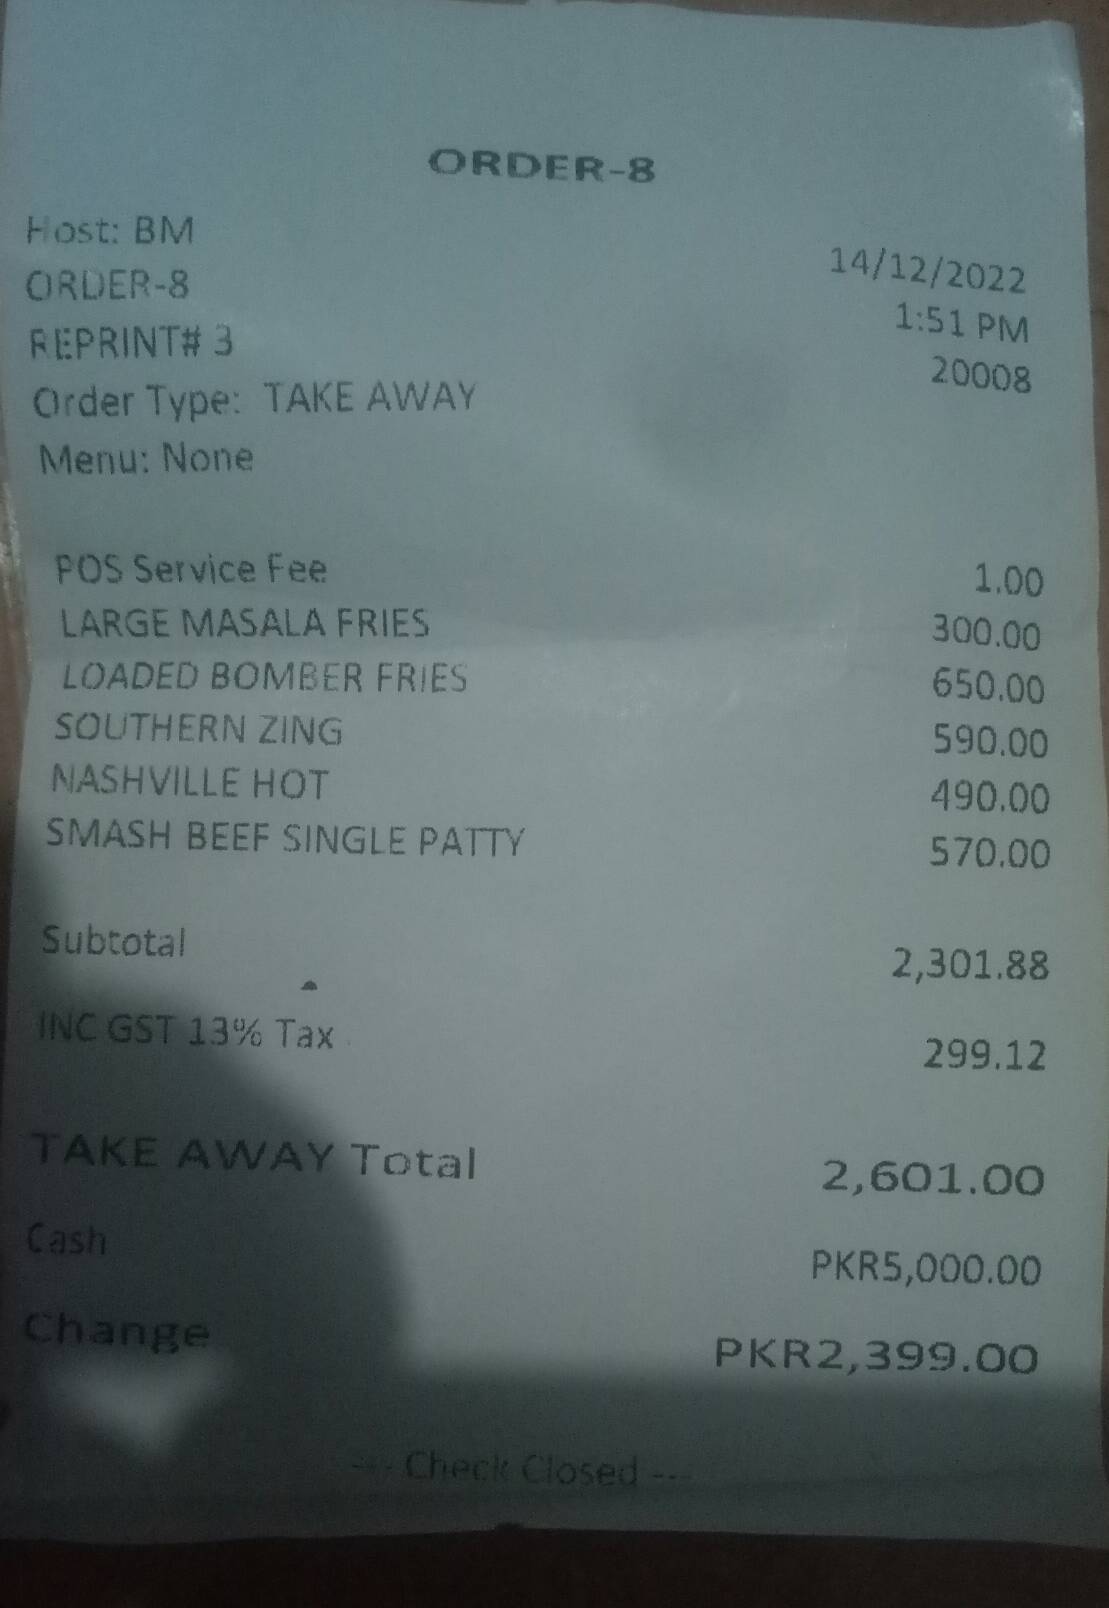 ORDER-8
Host: BM
14/12/2022
ORDER-8
1:51 PM
REPRINT# 3
20008
Order Type: TAKE AWAY
Menu: None
POS Service Fee 1.00
LARGE MASALA FRIES 300.00
LOADED BOMBER FRIES 650.00
SOUTHERN ZING 590.00
NASHVILLE HOT 490.00
SMASH BEEF SINGLE PATTY 570.00
Subtotal 2,301.88
INC GST 13% Tax 299.12
TAKE AWAY Total 2,601.00
Cash PKR5,000.00
Change PKR2,399.00
--- Check Closed ---